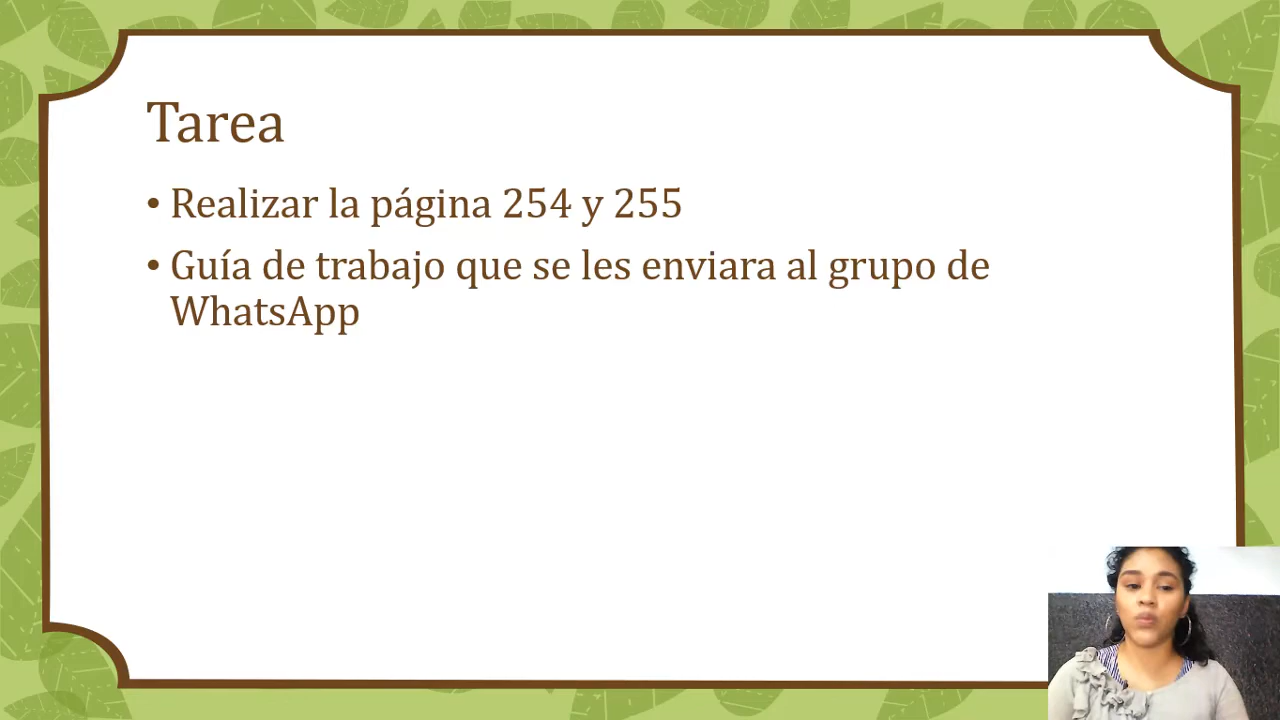 Tarea
• Realizar la página 254 y 255
• Guía de trabajo que se les enviara al grupo de
WhatsApp